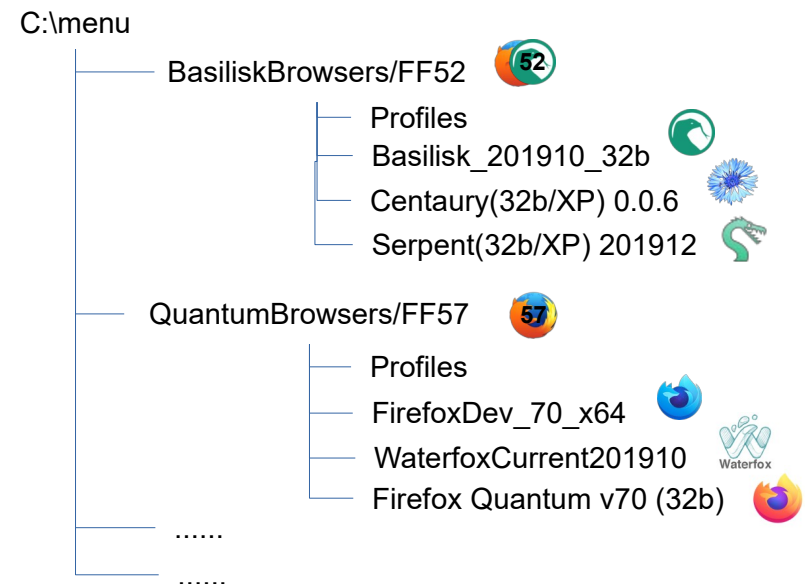 C:\menu
BasiliskBrowsers/FF52
52
Profiles
Basilisk_201910_32b
Centaury(32b/XP) 0.0.6
Serpent(32b/XP) 201912
QuantumBrowsers/FF57
57
Profiles
FirefoxDev_70_x64
WaterfoxCurrent201910
Waterfox
Firefox Quantum v70 (32b)
......
......